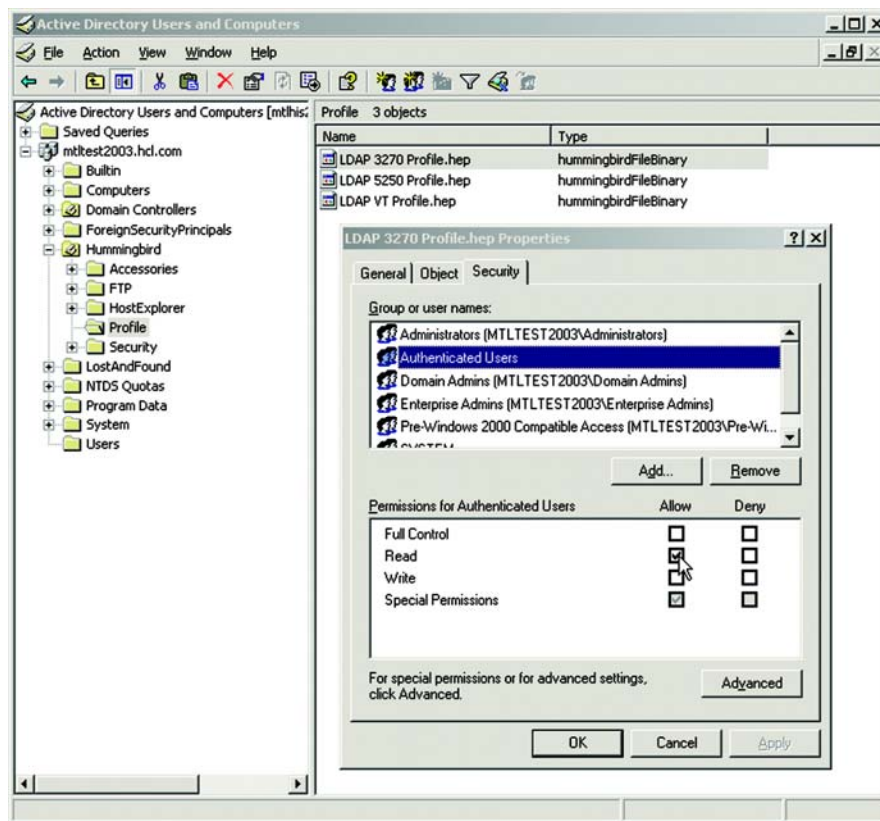 Active Directory Users and Computers
File Action View Window Help
Active Directory Users and Computers [mtlhis2
Saved Queries
mtltest2003.hcl.com
Builtin
Computers
Domain Controllers
ForeignSecurityPrincipals
Hummingbird
Accessories
FTP
HostExplorer
Profile
Security
LostAndFound
NTDS Quotas
Program Data
System
Users
Profile 3 objects
Name Type
LDAP 3270 Profile.hep hummingbirdFileBinary
LDAP 5250 Profile.hep hummingbirdFileBinary
LDAP VT Profile.hep hummingbirdFileBinary
LDAP 3270 Profile.hep Properties
General Object Security
Group or user names:
Administrators (MTLTEST2003\Administrators)
Authenticated Users
Domain Admins (MTLTEST2003\Domain Admins)
Enterprise Admins (MTLTEST2003\Enterprise Admins)
Pre-Windows 2000 Compatible Access (MTLTEST2003\Pre-Wi...
SYSTEM
Add... Remove
Permissions for Authenticated Users Allow Deny
Full Control
Read
Write
Special Permissions
For special permissions or for advanced settings,
click Advanced.
Advanced
OK Cancel Apply